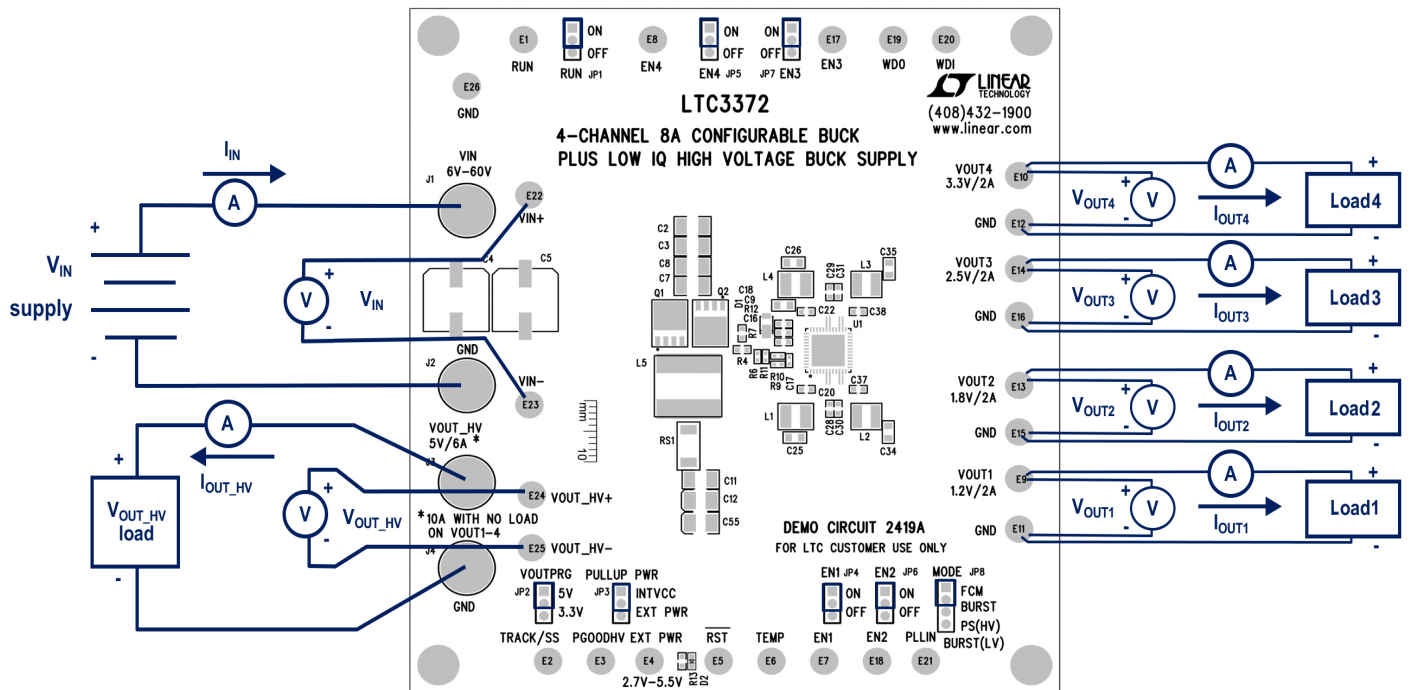 E1
RUN
ON
OFF
RUN JP1
E8
EN4
ON
OFF
EN4 JP5
ON
OFF
JP7 EN3
E17
EN3
E19
WDO
E20
WDI
E26
GND
LINEAR
TECHNOLOGY
(408)432-1900
www.linear.com
LTC3372
4-CHANNEL 8A CONFIGURABLE BUCK
PLUS LOW IQ HIGH VOLTAGE BUCK SUPPLY
IIN
A
VIN
6V-60V
J1
E22
VIN+
+
VIN
supply
-
+
V
-
VIN
C4
C5
GND
J2
VIN-
E23
VOUT_HV
5V/6A *
J3
mm
10
A
IOUT_HV
+
VOUT_HV
load
-
+
V
-
VOUT_HV
E24 VOUT_HV+
*10A WITH NO LOAD
ON VOUT1-4
E25 VOUT_HV-
J4
GND
C2
C3
C8
C7
Q1
Q2
D1
C18
C9
R12
C16
R7
R4
R6
R11
R10
R9
C17
L5
RS1
C11
C12
C55
C26
L4
C29
C31
L3
C35
C22
C38
U1
C20
C37
L1
C25
C28
C30
L2
C34
VOUT4
3.3V/2A
E10
GND
E12
+
VOUT4
-
V
A
IOUT4
+
Load4
-
VOUT3
2.5V/2A
E14
GND
E16
+
VOUT3
-
V
A
IOUT3
+
Load3
-
VOUT2
1.8V/2A
E13
GND
E15
+
VOUT2
-
V
A
IOUT2
+
Load2
-
VOUT1
1.2V/2A
E9
GND
E11
+
VOUT1
-
V
A
IOUT1
+
Load1
-
DEMO CIRCUIT 2419A
FOR LTC CUSTOMER USE ONLY
VOUTPRG
JP2
5V
3.3V
PULLUP PWR
JP3
INTVCC
EXT PWR
EN1 JP4
ON
OFF
EN2 JP6
ON
OFF
MODE JP8
FCM
BURST
PS(HV)
BURST(LV)
TRACK/SS
E2
PGOODHV
E3
EXT PWR
E4
2.7V-5.5V
R13
D2
RST
E5
TEMP
E6
EN1
E7
EN2
E18
PLLIN
E21